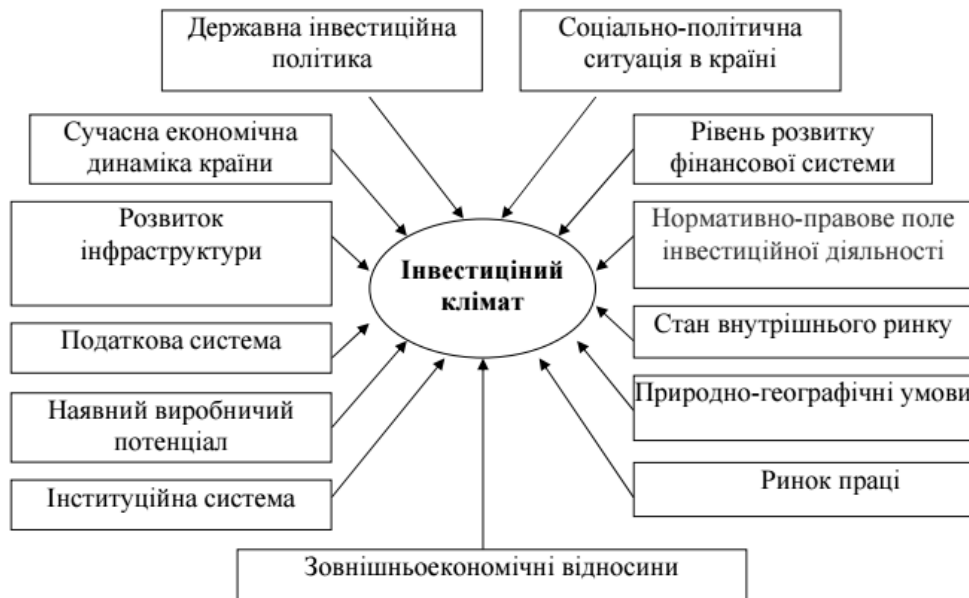 Державна інвестиційна
політика
Соціально-політична
ситуація в країні
Сучасна економічна
динаміка країни
Рівень розвитку
фінансової системи
Розвиток
інфраструктури
Нормативно-правове поле
інвестиційної діяльності
Інвестиціний
клімат
Податкова система
Стан внутрішнього ринку
Наявний виробничий
потенціал
Природно-географічні умови
Інституційна система
Ринок праці
Зовнішньоекономічні відносини